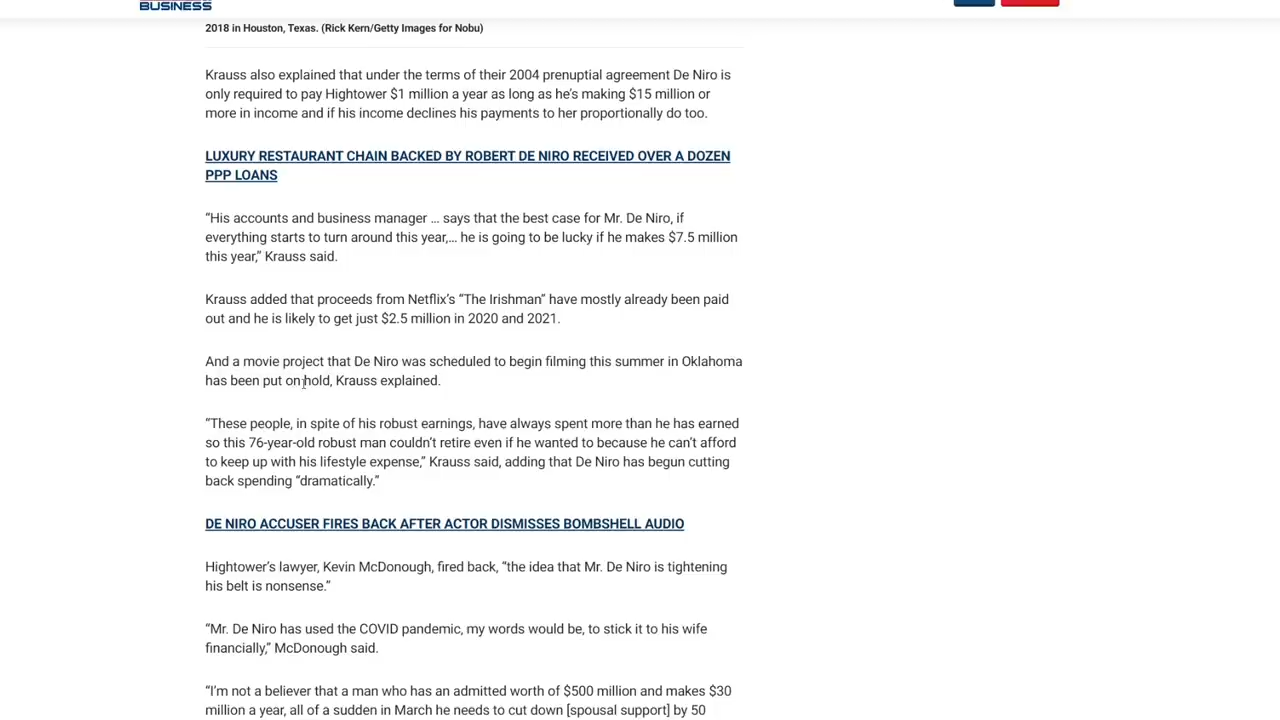 BUSINESS
2018 in Houston, Texas. (Rick Kern/Getty Images for Nobu)
Krauss also explained that under the terms of their 2004 prenuptial agreement De Niro is
only required to pay Hightower $1 million a year as long as he's making $15 million or
more in income and if his income declines his payments to her proportionally do too.
LUXURY RESTAURANT CHAIN BACKED BY ROBERT DE NIRO RECEIVED OVER A DOZEN
PPP LOANS
“His accounts and business manager … says that the best case for Mr. De Niro, if
everything starts to turn around this year,… he is going to be lucky if he makes $7.5 million
this year,” Krauss said.
Krauss added that proceeds from Netflix's “The Irishman” have mostly already been paid
out and he is likely to get just $2.5 million in 2020 and 2021.
And a movie project that De Niro was scheduled to begin filming this summer in Oklahoma
has been put on hold, Krauss explained.
“These people, in spite of his robust earnings, have always spent more than he has earned
so this 76-year-old robust man couldn't retire even if he wanted to because he can't afford
to keep up with his lifestyle expense,” Krauss said, adding that De Niro has begun cutting
back spending “dramatically.”
DE NIRO ACCUSER FIRES BACK AFTER ACTOR DISMISSES BOMBSHELL AUDIO
Hightower's lawyer, Kevin McDonough, fired back, “the idea that Mr. De Niro is tightening
his belt is nonsense.”
“Mr. De Niro has used the COVID pandemic, my words would be, to stick it to his wife
financially,” McDonough said.
“I'm not a believer that a man who has an admitted worth of $500 million and makes $30
million a year, all of a sudden in March he needs to cut down [spousal support] by 50